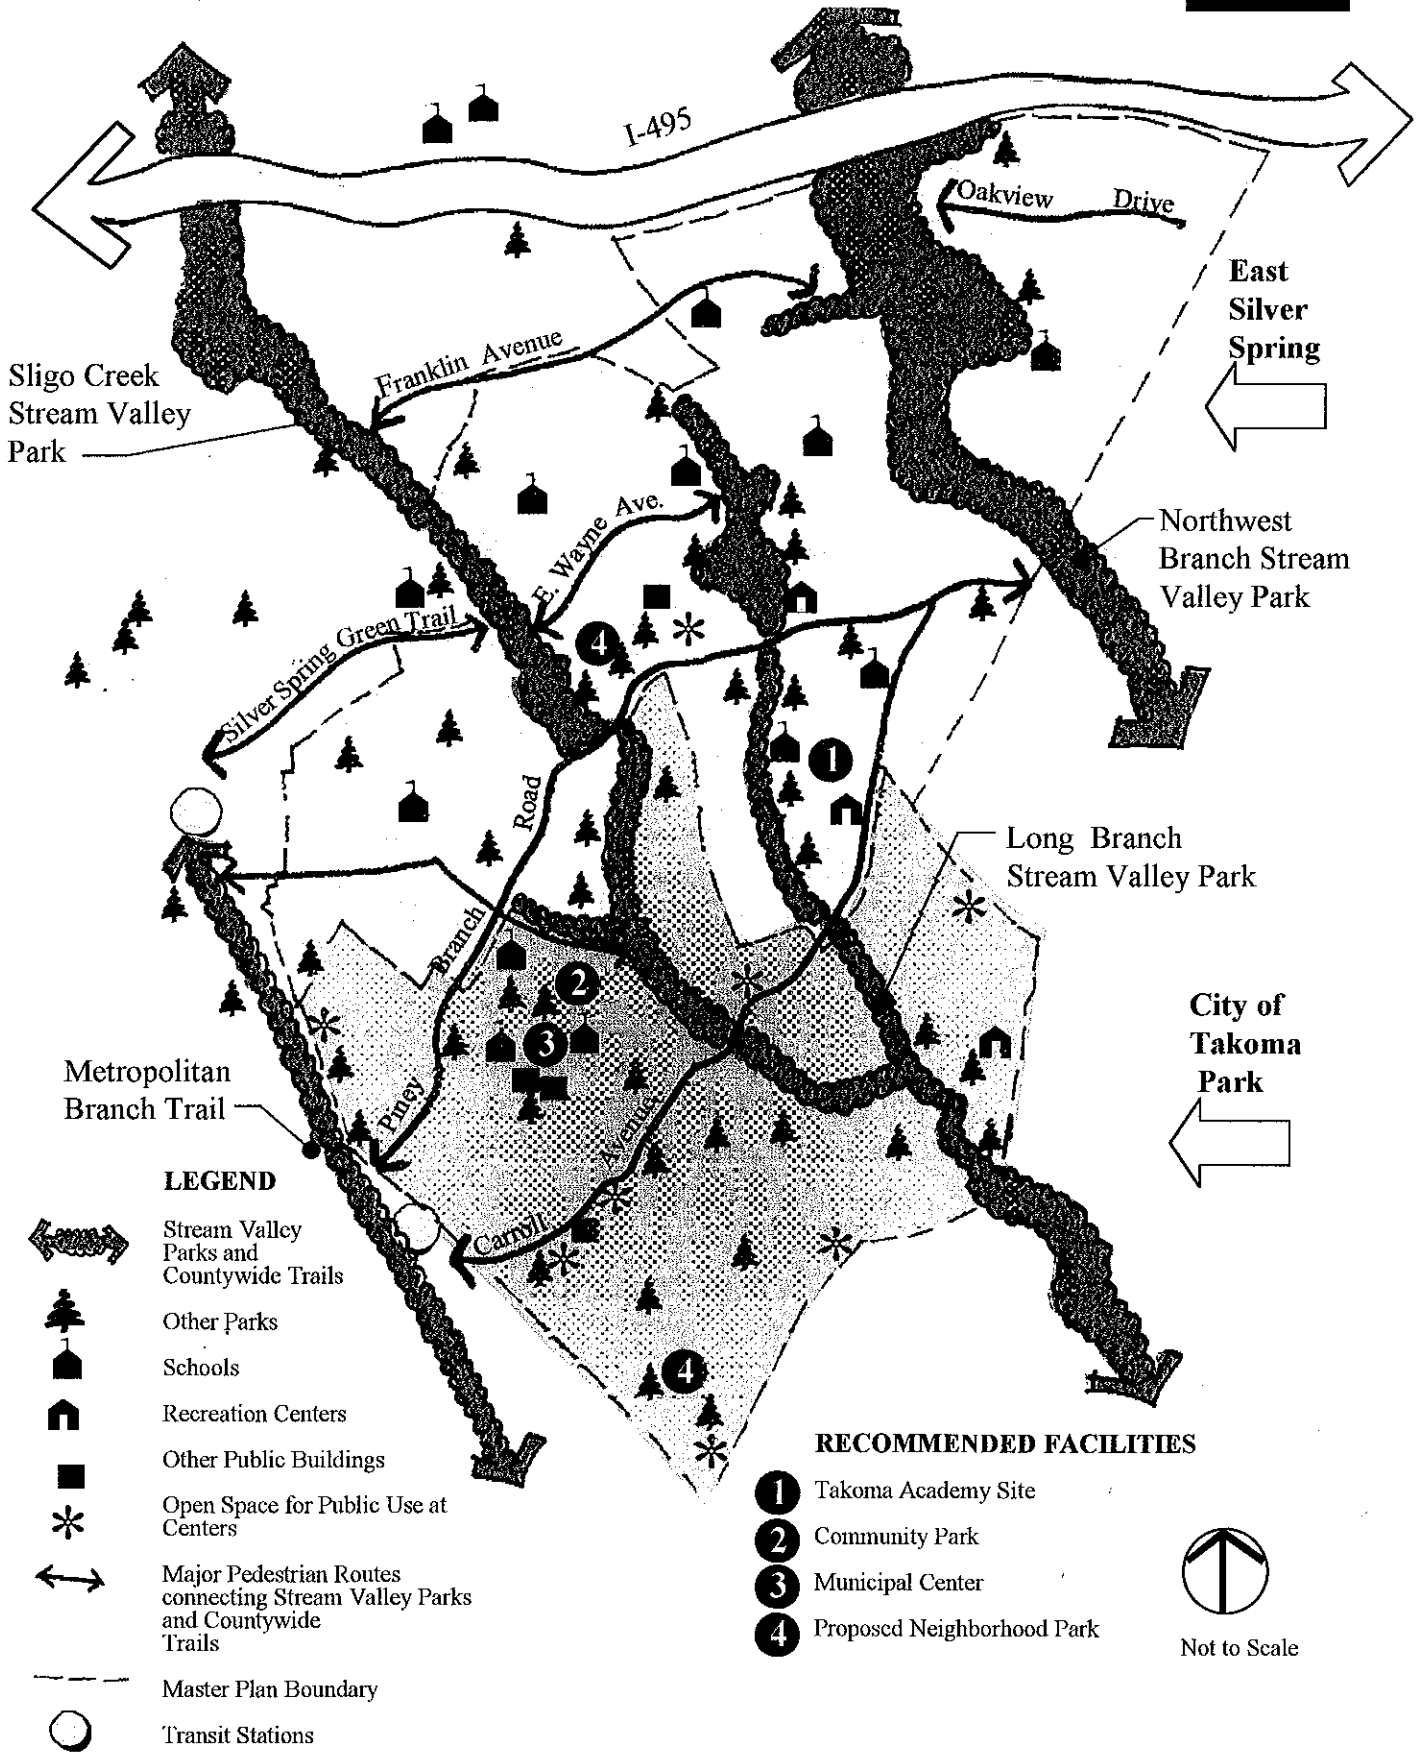 I-495
Oakview Drive
East
Silver
Spring
Franklin Avenue
Sligo Creek
Stream Valley
Park
E. Wayne Ave.
Northwest
Branch Stream
Valley Park
Silver Spring Green Trail
4
1
Road
Long Branch
Stream Valley Park
Branch
2
3
City of
Takoma
Park
Metropolitan
Branch Trail
Piney
Avenue
Carroll
4
LEGEND
Stream Valley
Parks and
Countywide Trails
Other Parks
Schools
Recreation Centers
Other Public Buildings
Open Space for Public Use at
Centers
Major Pedestrian Routes
connecting Stream Valley Parks
and Countywide
Trails
Master Plan Boundary
Transit Stations
RECOMMENDED FACILITIES
1 Takoma Academy Site
2 Community Park
3 Municipal Center
4 Proposed Neighborhood Park
Not to Scale